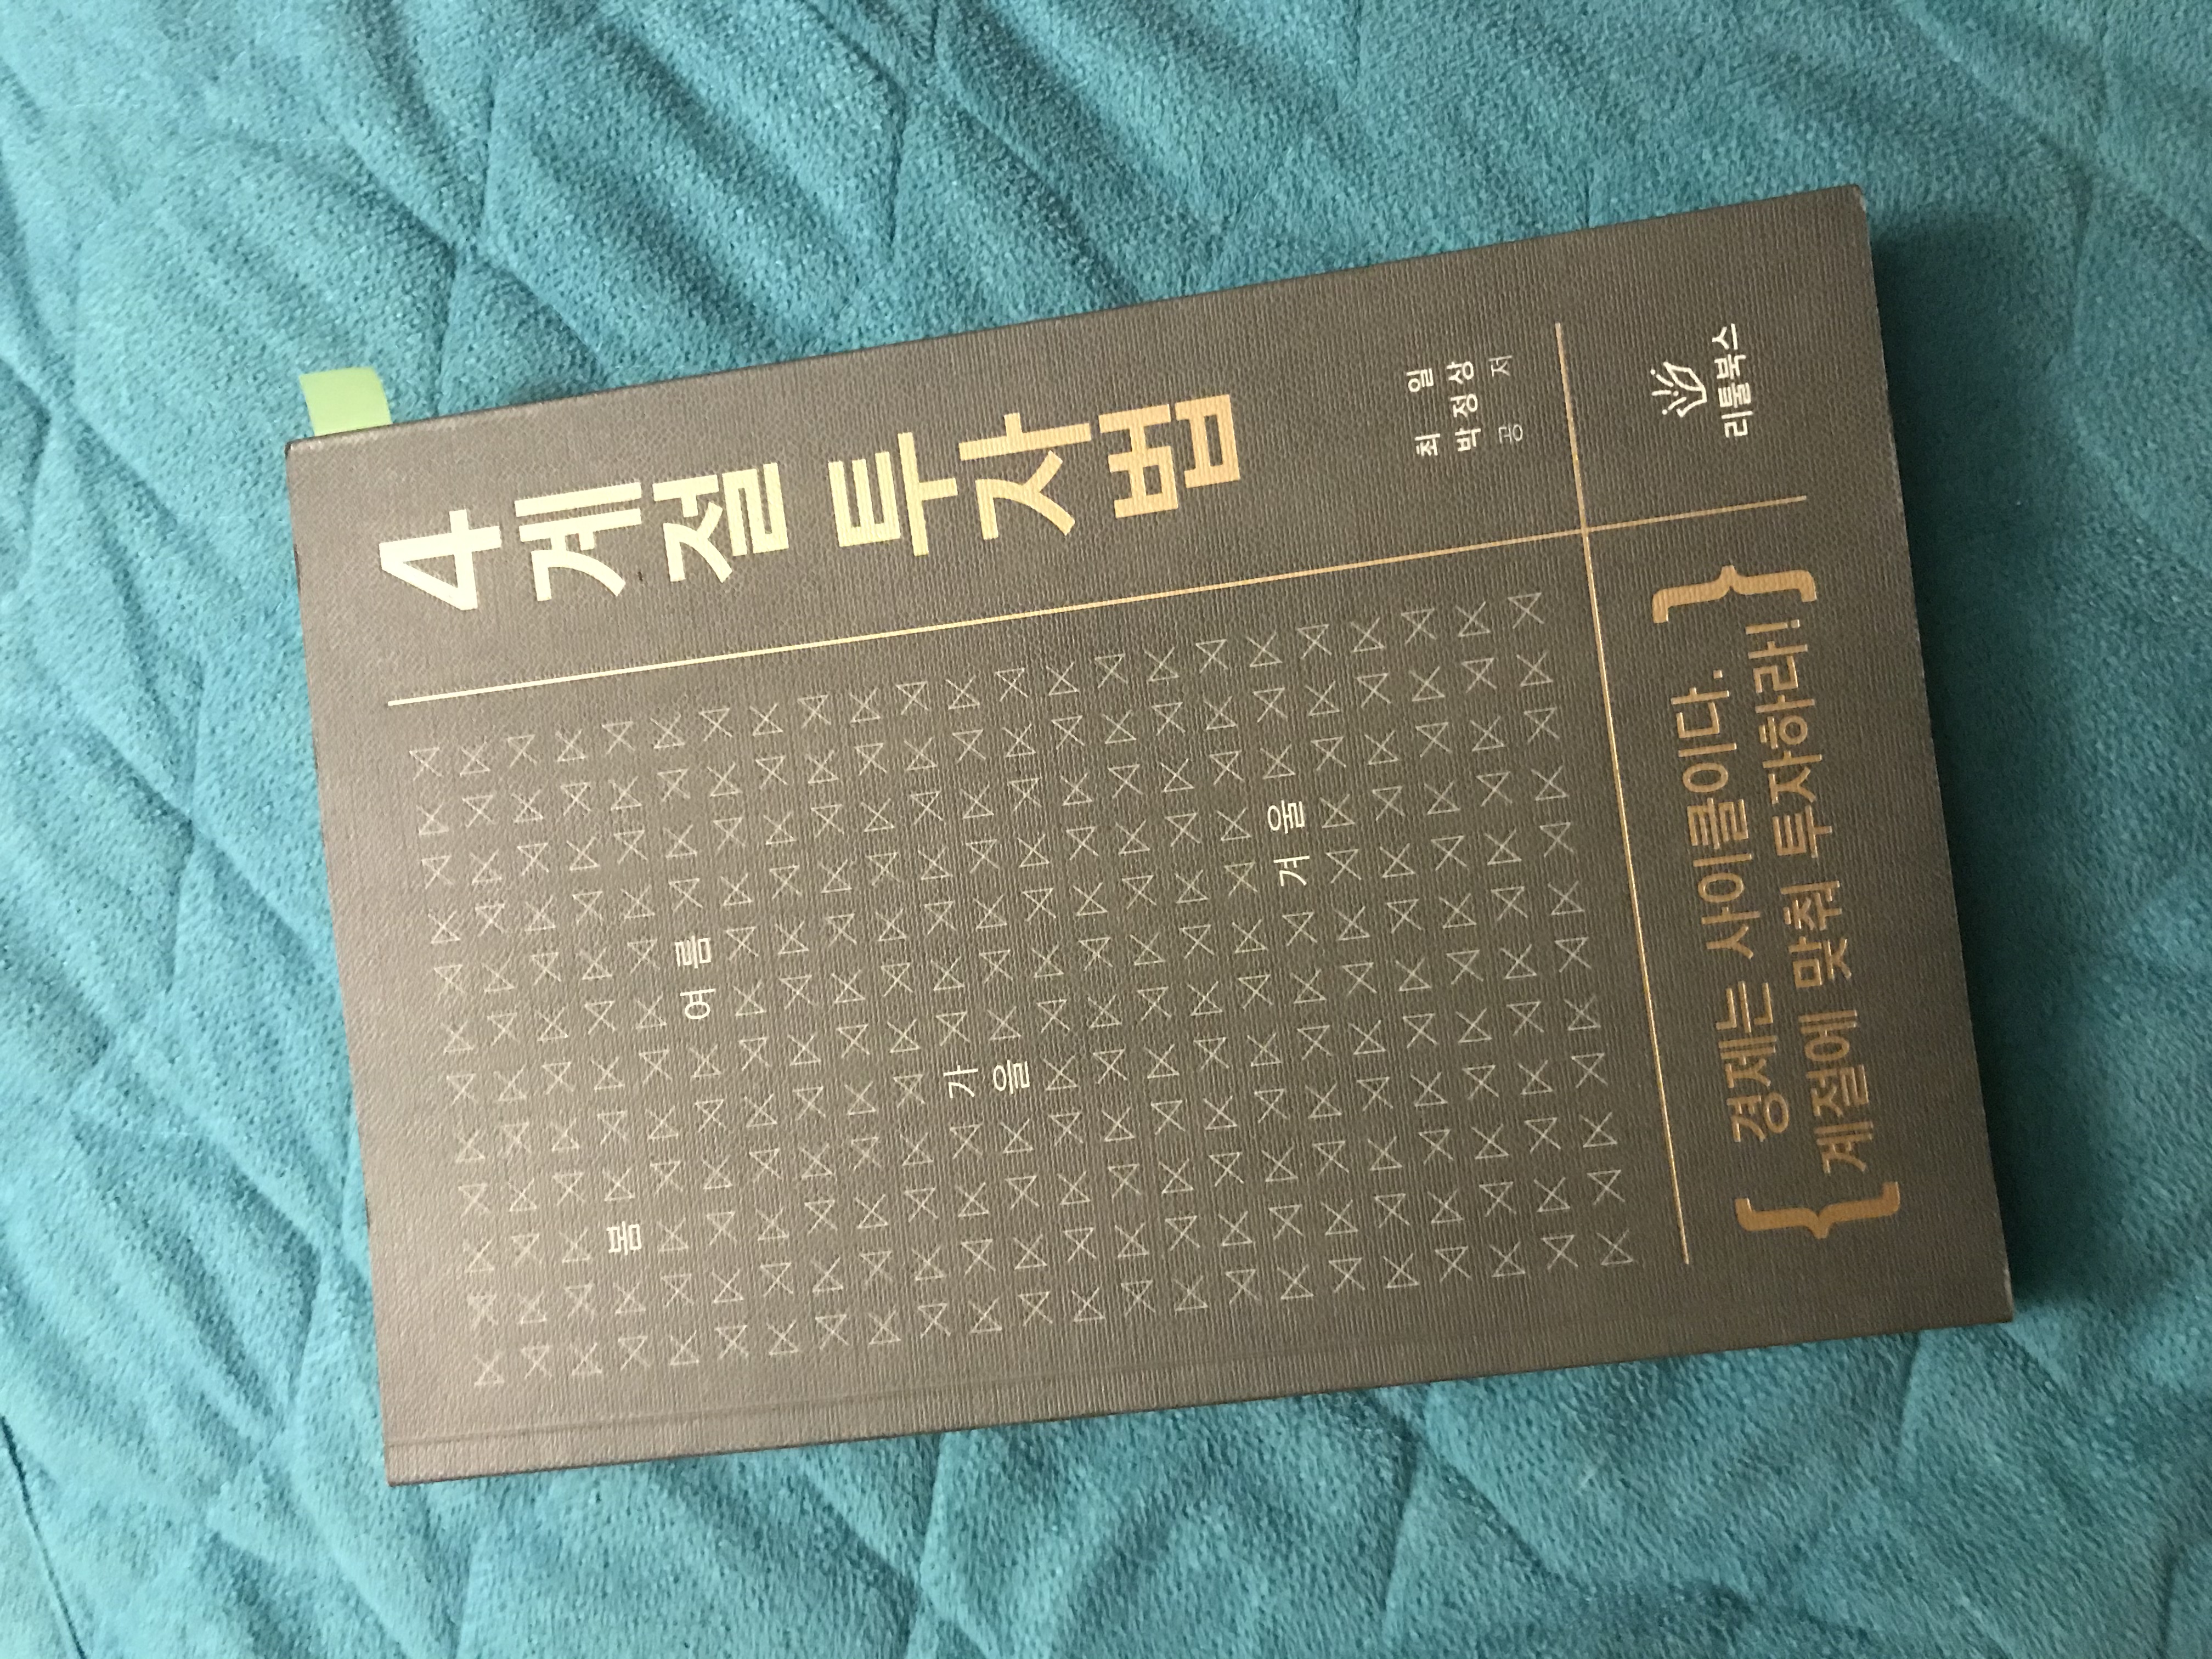 4
계
절
투
자
법
최 일
박정상
공 저
봄
여름
가
을
겨울
{ 경제는 사이클이다.
계절에 맞춰 투자하라! }
리틀북스